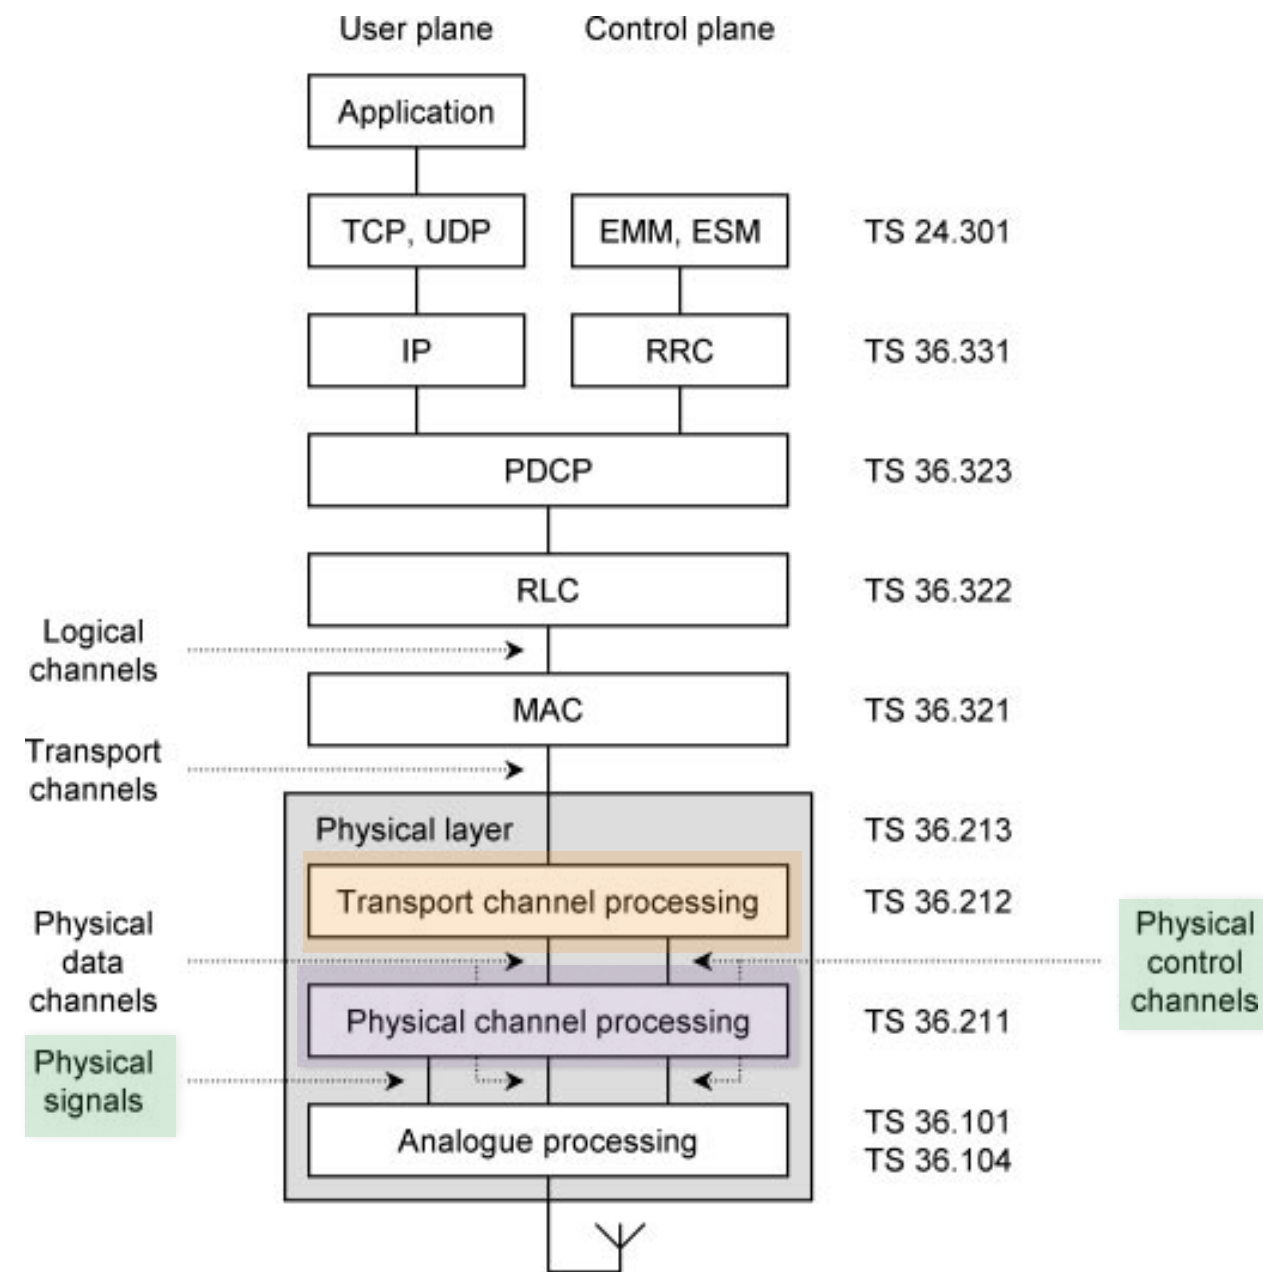 User plane
Control plane
Application
TCP, UDP
EMM, ESM
TS 24.301
IP
RRC
TS 36.331
PDCP
TS 36.323
RLC
TS 36.322
Logical
channels
MAC
TS 36.321
Transport
channels
Physical layer
TS 36.213
Transport channel processing
TS 36.212
Physical
data
channels
Physical
control
channels
Physical channel processing
TS 36.211
Physical
signals
Analogue processing
TS 36.101
TS 36.104